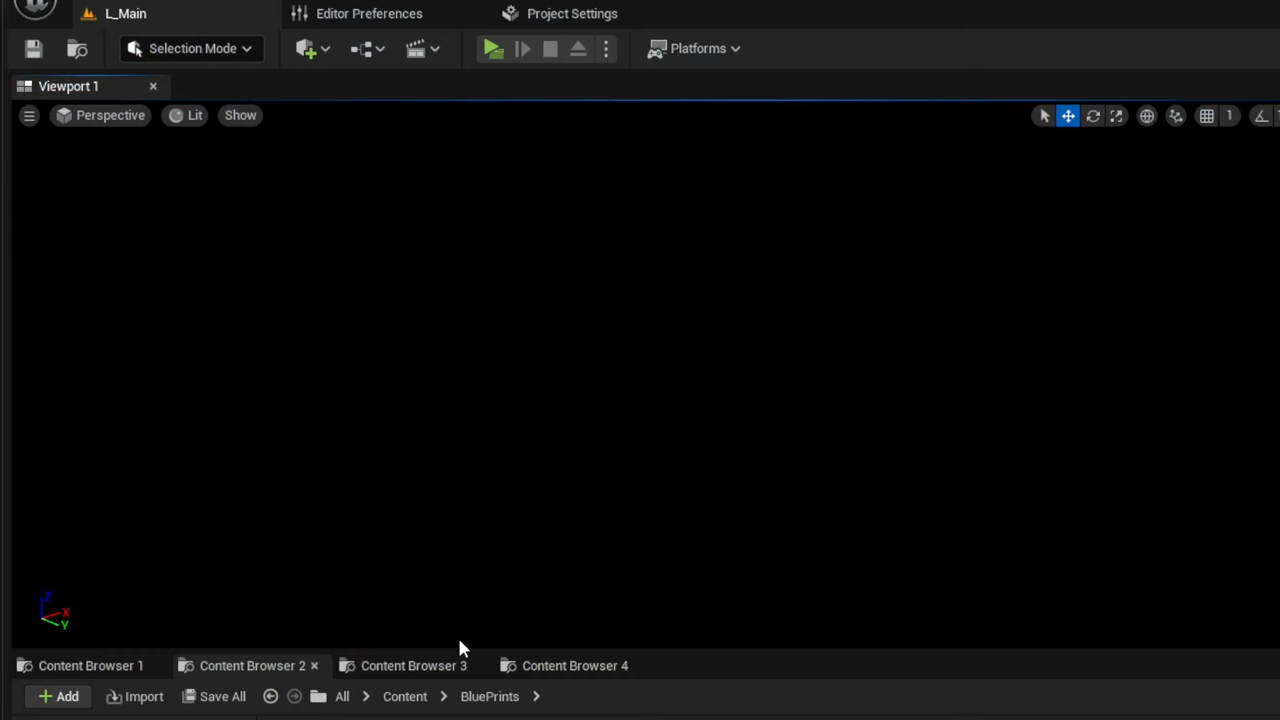 L_Main Editor Preferences Project Settings
Selection Mode Platforms
Viewport 1
Perspective Lit Show 1
Z
X
Y
Content Browser 1 Content Browser 2 Content Browser 3 Content Browser 4
Add Import Save All All Content BluePrints